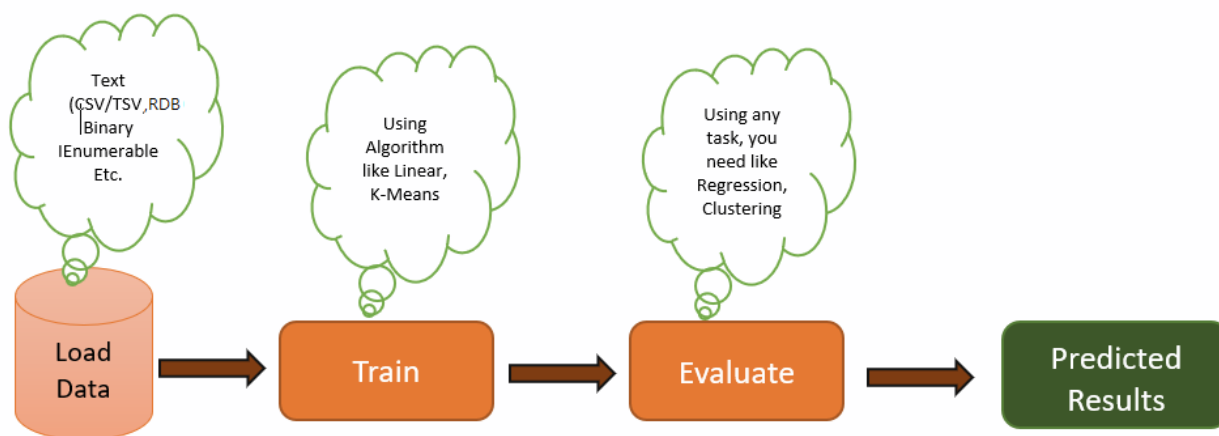 Text
(CSV/TSV,RDB
Binary
IEnumerable
Etc.
Using
Algorithm
like Linear,
K-Means
Using any
task, you
need like
Regression,
Clustering
Load
Data
Train
Evaluate
Predicted
Results